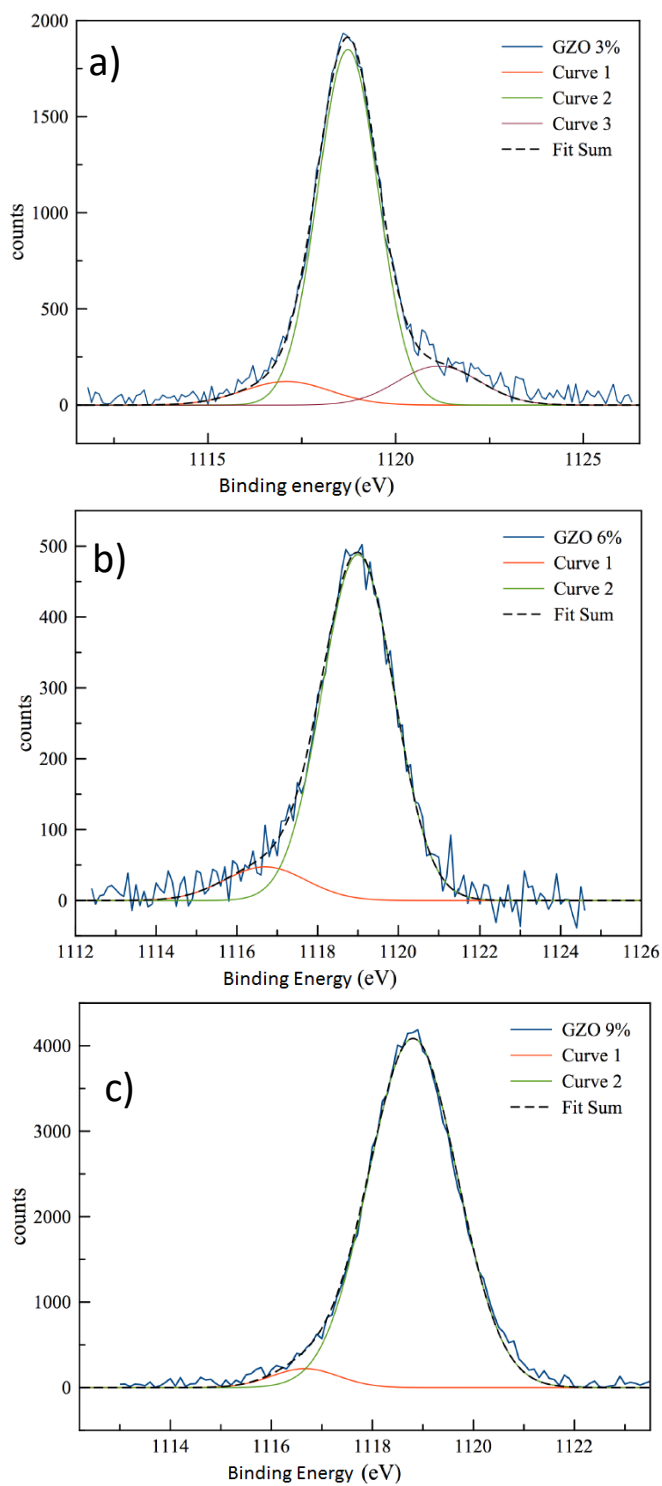 2000
a)
GZO 3%
Curve 1
1500
Curve 2
Curve 3
Fit Sum
1000
counts
500
0
1115
1120
1125
Binding energy (eV)
500
b)
GZO 6%
Curve 1
400
Curve 2
Fit Sum
300
counts
200
100
0
1112
1114
1116
1118
1120
1122
1124
1126
Binding Energy (eV)
4000
c)
GZO 9%
Curve 1
Curve 2
Fit Sum
3000
counts
2000
1000
0
1114
1116
1118
1120
1122
Binding Energy (eV)